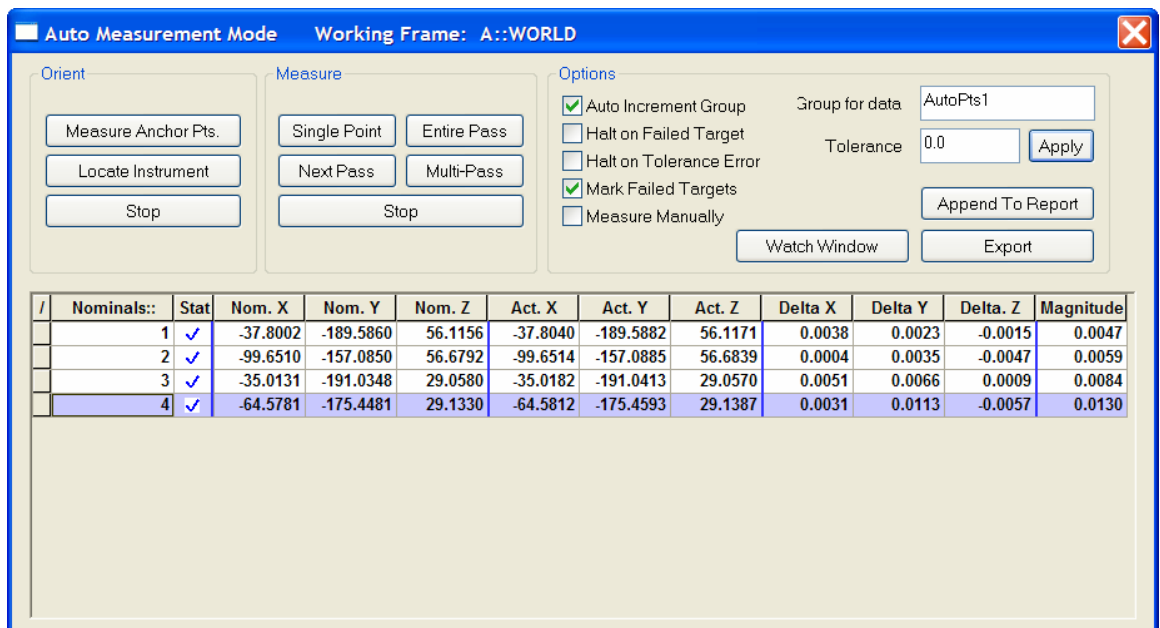 Auto Measurement Mode Working Frame: A::WORLD
Orient
Measure Anchor Pts.
Locate Instrument
Stop
Measure
Single Point Entire Pass
Next Pass Multi-Pass
Stop
Options
Auto Increment Group
Halt on Failed Target
Halt on Tolerance Error
Mark Failed Targets
Measure Manually
Group for data AutoPts1
Tolerance 0.0 Apply
Append To Report
Watch Window Export
/ Nominals:: Stat Nom. X Nom. Y Nom. Z Act. X Act. Y Act. Z Delta X Delta Y Delta. Z Magnitude
1 ✓ -37.8002 -189.5860 56.1156 -37.8040 -189.5882 56.1171 0.0038 0.0023 -0.0015 0.0047
2 ✓ -99.6510 -157.0850 56.6792 -99.6514 -157.0885 56.6839 0.0004 0.0035 -0.0047 0.0059
3 ✓ -35.0131 -191.0348 29.0580 -35.0182 -191.0413 29.0570 0.0051 0.0066 0.0009 0.0084
4 ✓ -64.5781 -175.4481 29.1330 -64.5812 -175.4593 29.1387 0.0031 0.0113 -0.0057 0.0130